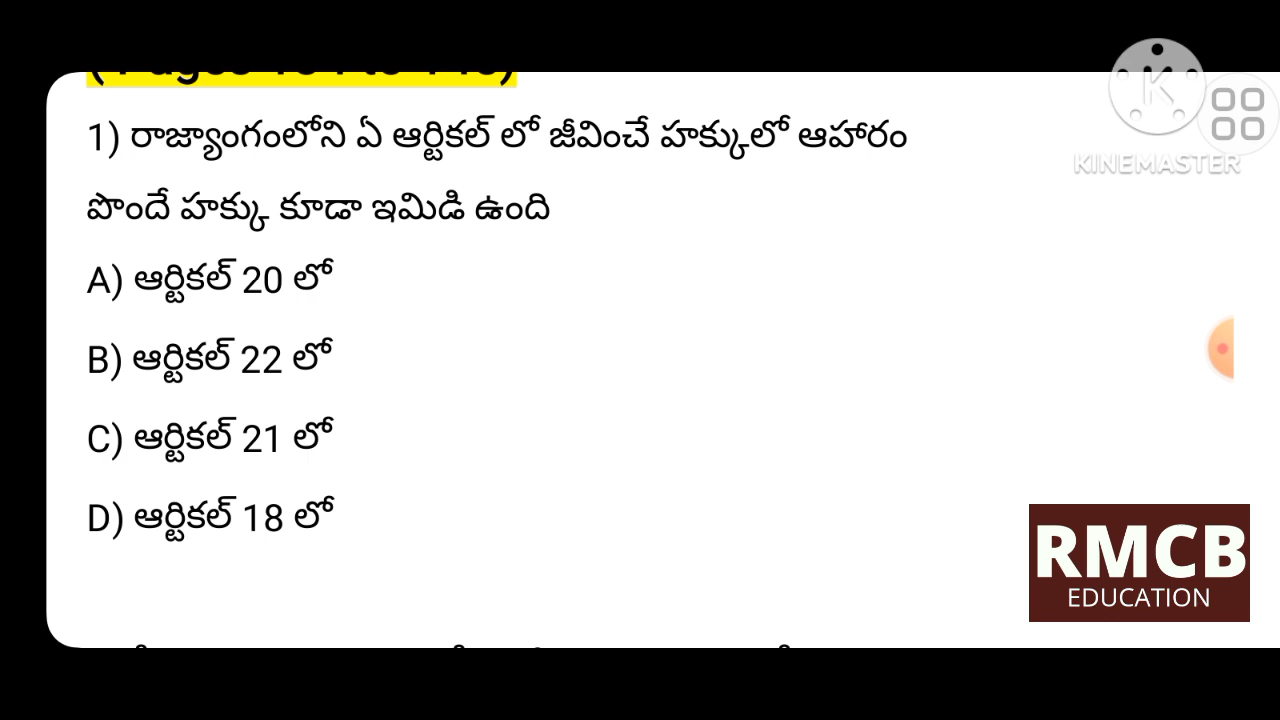 1) రాజ్యాంగంలోని ఏ ఆర్టికల్ లో జీవించే హక్కులో ఆహారం
పొందే హక్కు కూడా ఇమిడి ఉంది
A) ఆర్టికల్ 20 లో
B) ఆర్టికల్ 22 లో
C) ఆర్టికల్ 21 లో
D) ఆర్టికల్ 18 లో
KINEMASTER
RMCB
EDUCATION